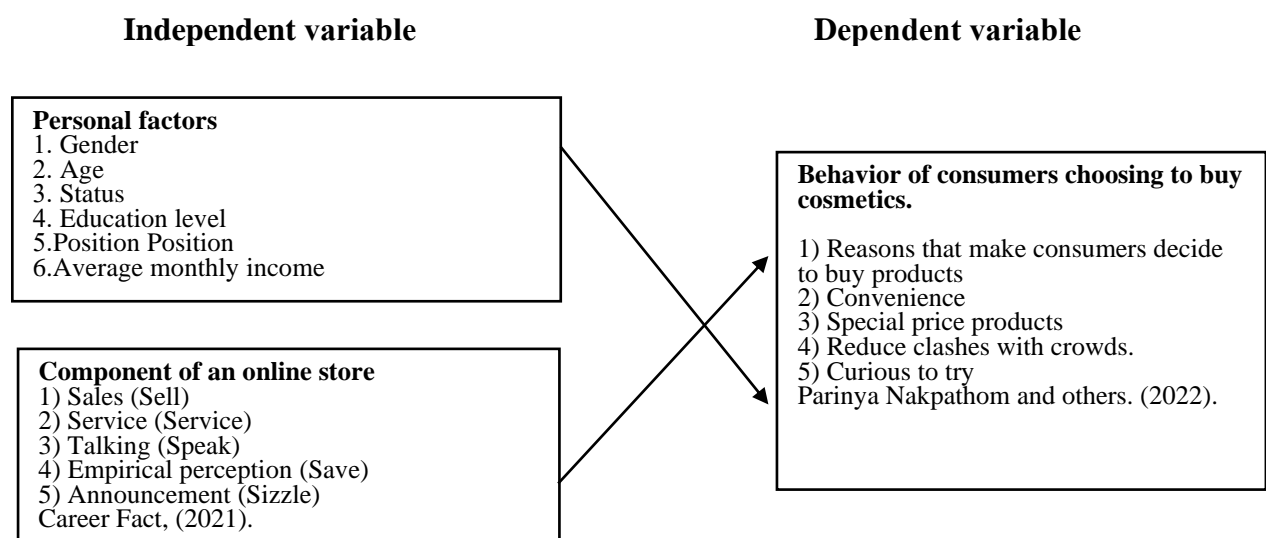 Independent variable
Dependent variable
Personal factors
1. Gender
2. Age
3. Status
4. Education level
5.Position Position
6.Average monthly income
Component of an online store
1) Sales (Sell)
2) Service (Service)
3) Talking (Speak)
4) Empirical perception (Save)
5) Announcement (Sizzle)
Career Fact, (2021).
Behavior of consumers choosing to buy
cosmetics.
1) Reasons that make consumers decide
to buy products
2) Convenience
3) Special price products
4) Reduce clashes with crowds.
5) Curious to try
Parinya Nakpathom and others. (2022).